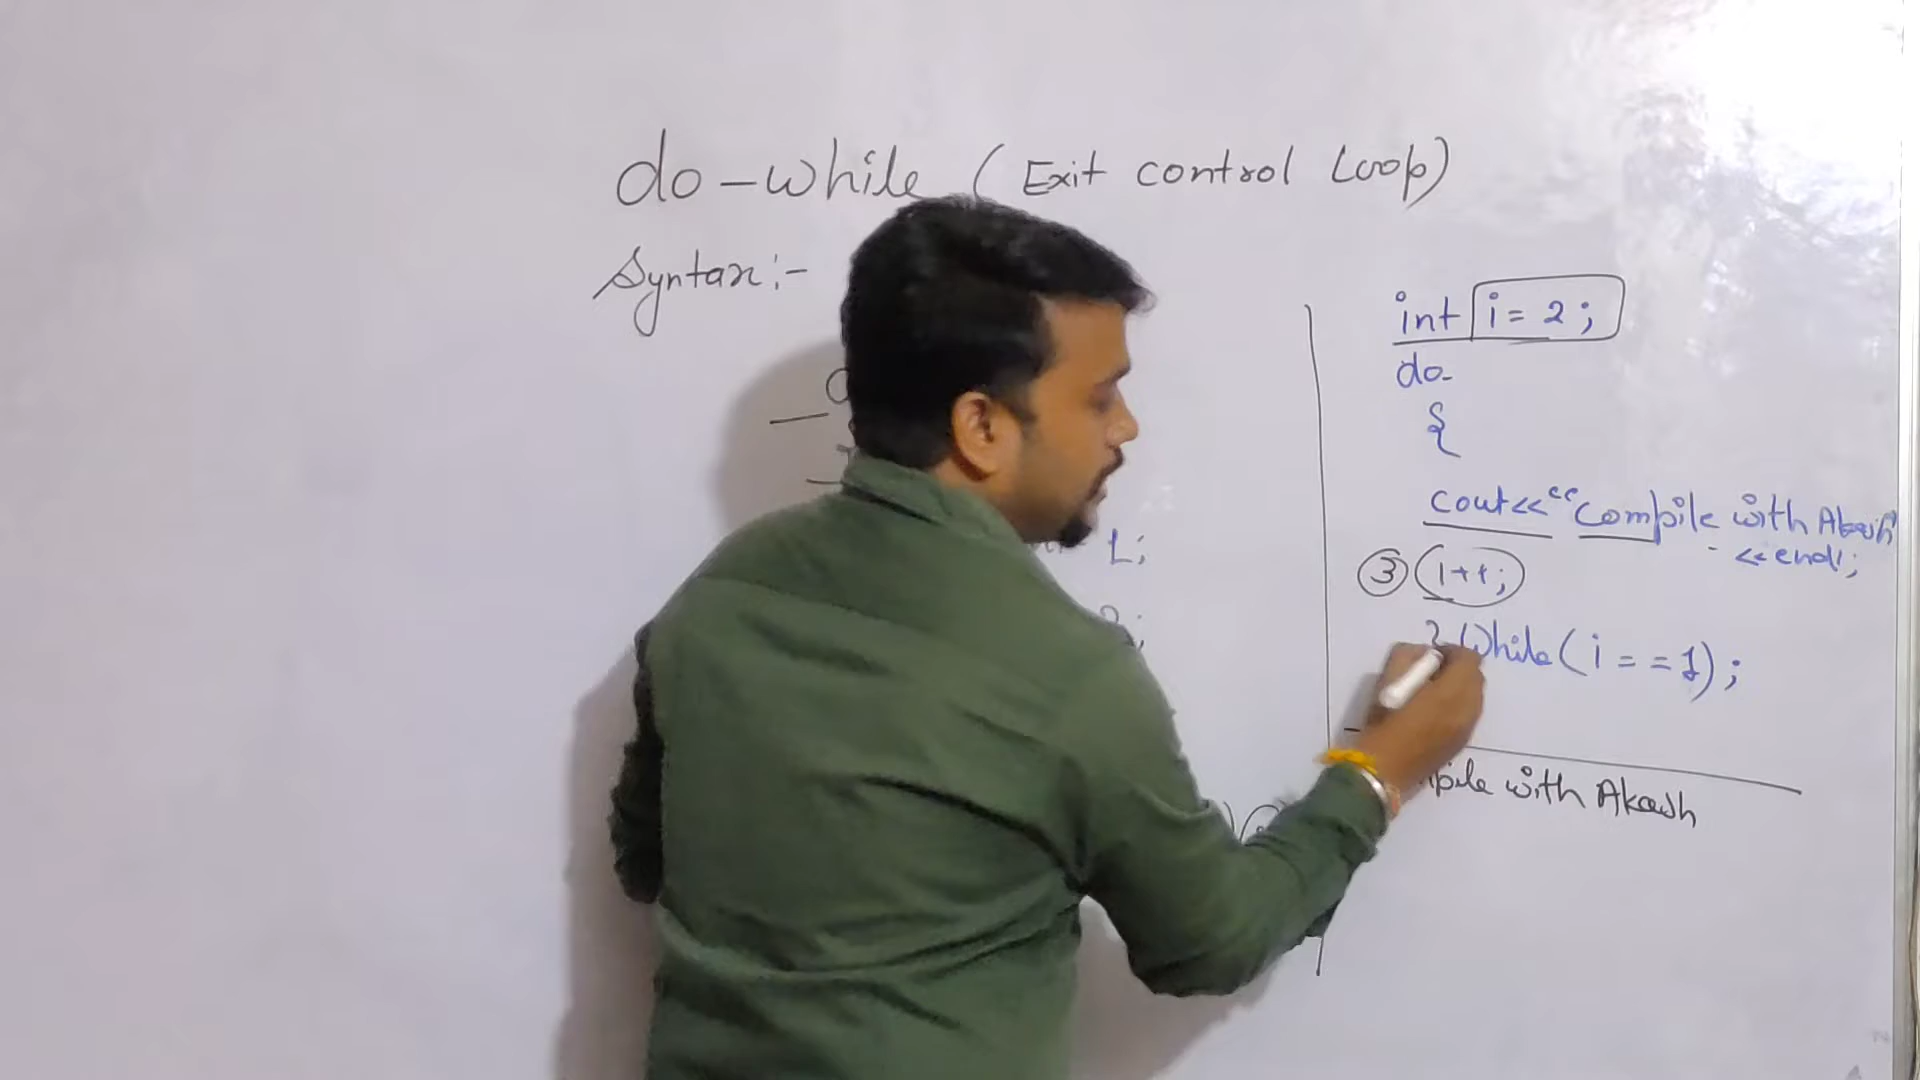 do-while (Exit control Loop)
Syntax:-
L;
int i = 2;
do
{
cout<<"Compile with Akash
<<endl;
③ i++;
} While(i==1);
with Akash